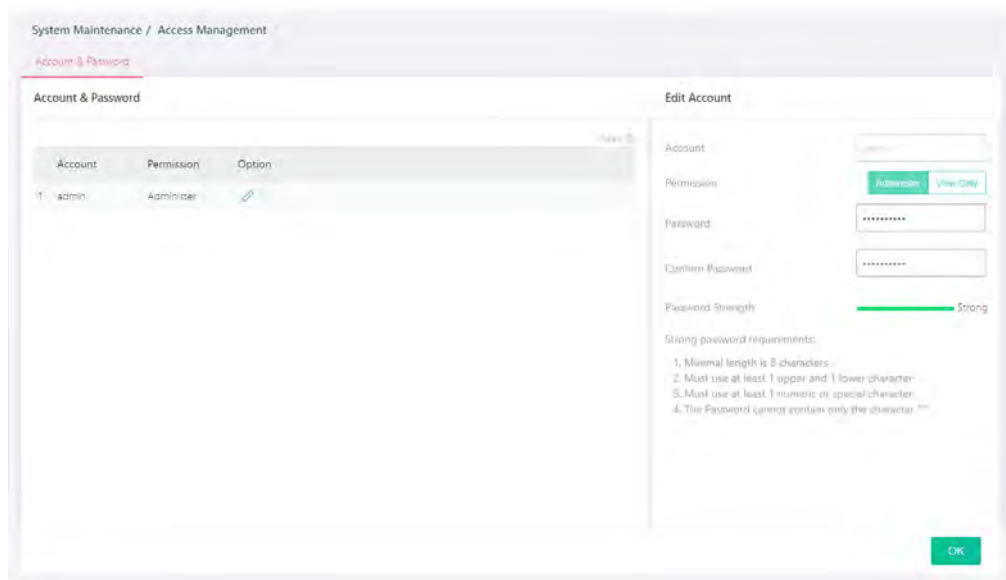 System Maintenance / Access Management
Account & Password
Account & Password
Edit Account
Account
Permission
Option
1 admin
Administer
Account
Permission
Administer
View Only
Password
••••••••••
Confirm Password
••••••••••
Password Strength
Strong
Strong password requirements:
1. Minimal length is 8 characters
2. Must use at least 1 upper and 1 lower character
3. Must use at least 1 numeric or special character
4. The Password cannot contain only the character
OK